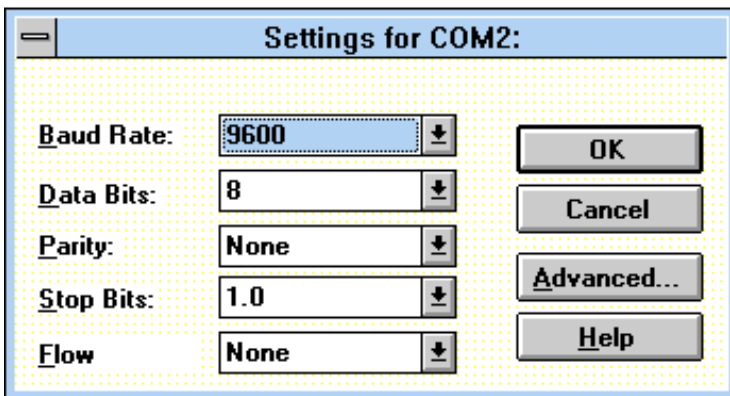 Settings for COM2:
Baud Rate: 9600
Data Bits: 8
Parity: None
Stop Bits: 1.0
Flow None
OK
Cancel
Advanced...
Help